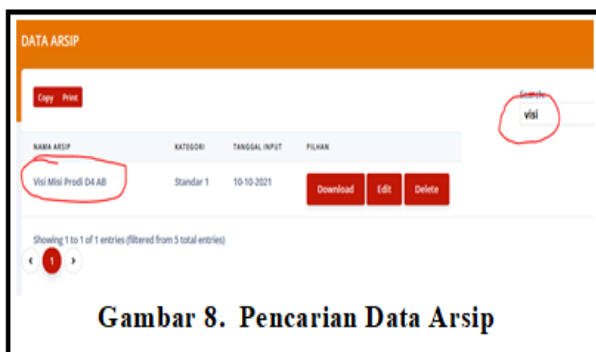 DATA ARSIP
Copy Print
Search:
visi
NAMA ARSIP KATEGORI TANGGAL INPUT PILIHAN
Visi Misi Prodi D4 AB Standar 1 10-10-2021 Download Edit Delete
Showing 1 to 1 of 1 entries (filtered from 5 total entries)
‹ 1 ›
Gambar 8. Pencarian Data Arsip